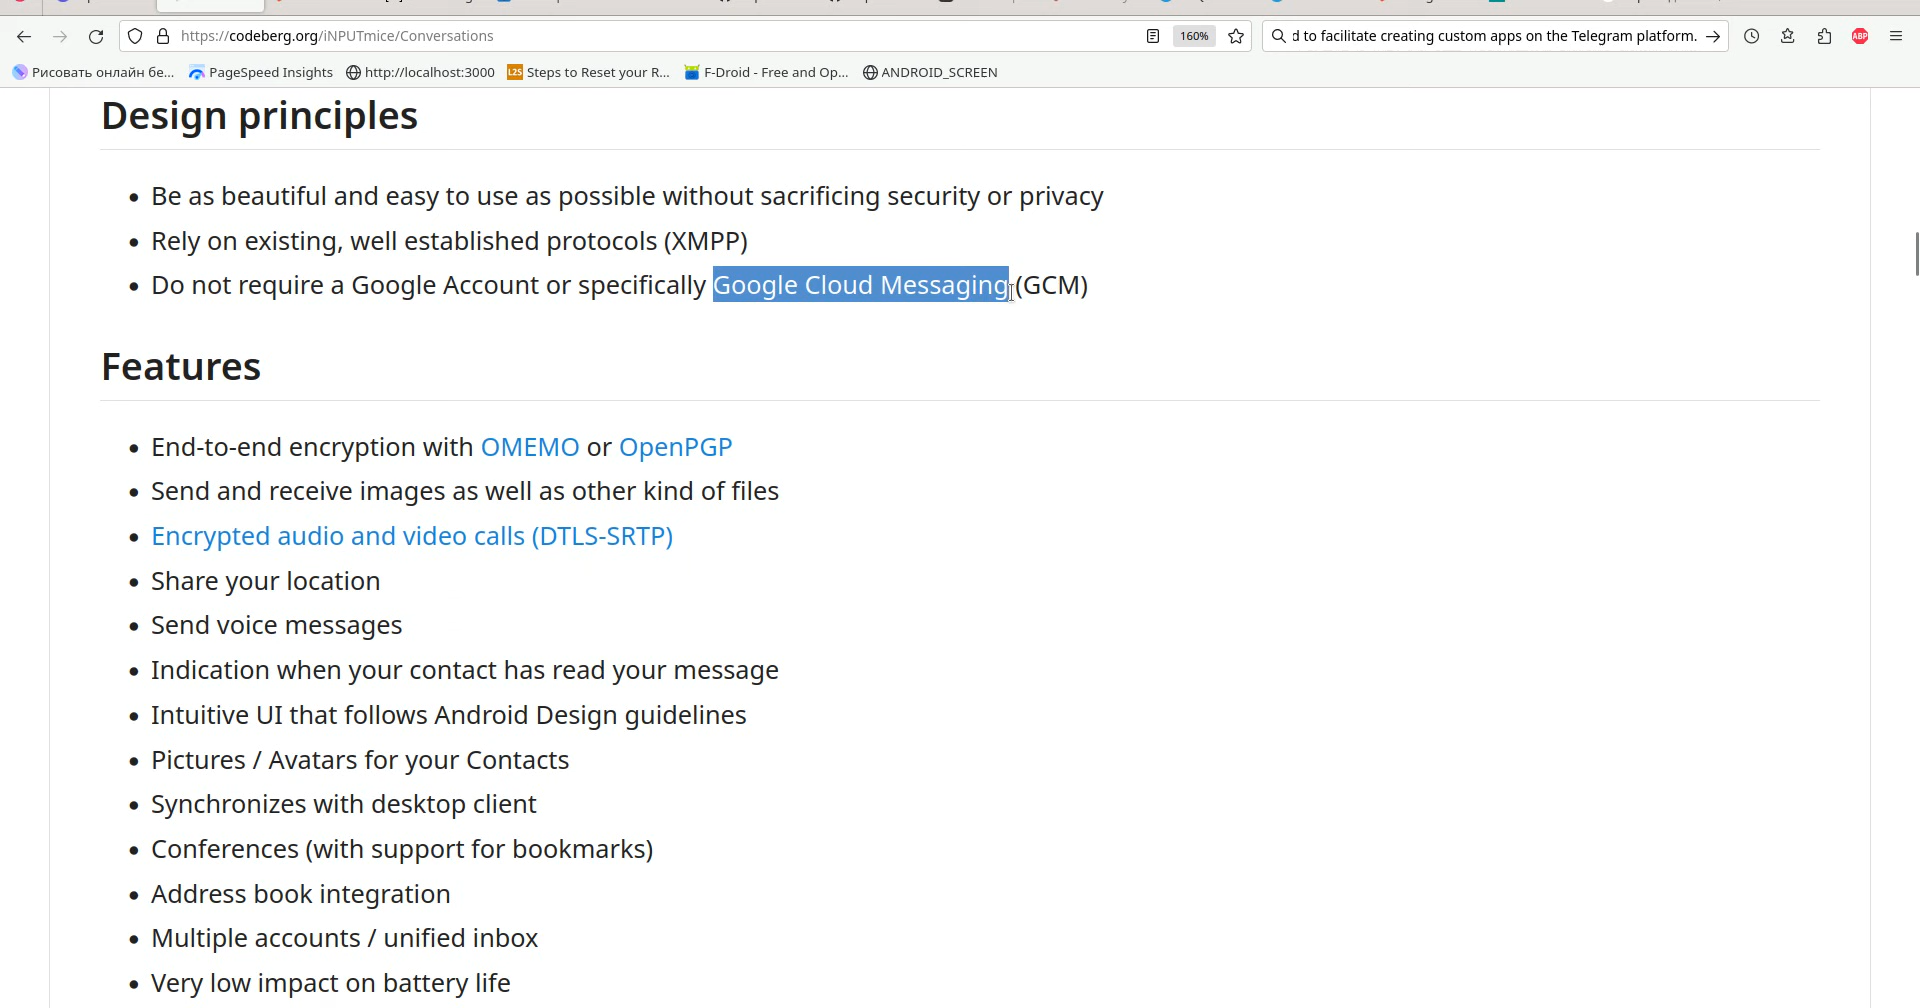 https://codeberg.org/iNPUTmice/Conversations
160%
d to facilitate creating custom apps on the Telegram platform.
ABP
Рисовать онлайн бе...
PageSpeed Insights
http://localhost:3000
L2S Steps to Reset your R...
F-Droid - Free and Op...
ANDROID_SCREEN
Design principles
• Be as beautiful and easy to use as possible without sacrificing security or privacy
• Rely on existing, well established protocols (XMPP)
• Do not require a Google Account or specifically Google Cloud Messaging (GCM)
Features
• End-to-end encryption with OMEMO or OpenPGP
• Send and receive images as well as other kind of files
• Encrypted audio and video calls (DTLS-SRTP)
• Share your location
• Send voice messages
• Indication when your contact has read your message
• Intuitive UI that follows Android Design guidelines
• Pictures / Avatars for your Contacts
• Synchronizes with desktop client
• Conferences (with support for bookmarks)
• Address book integration
• Multiple accounts / unified inbox
• Very low impact on battery life